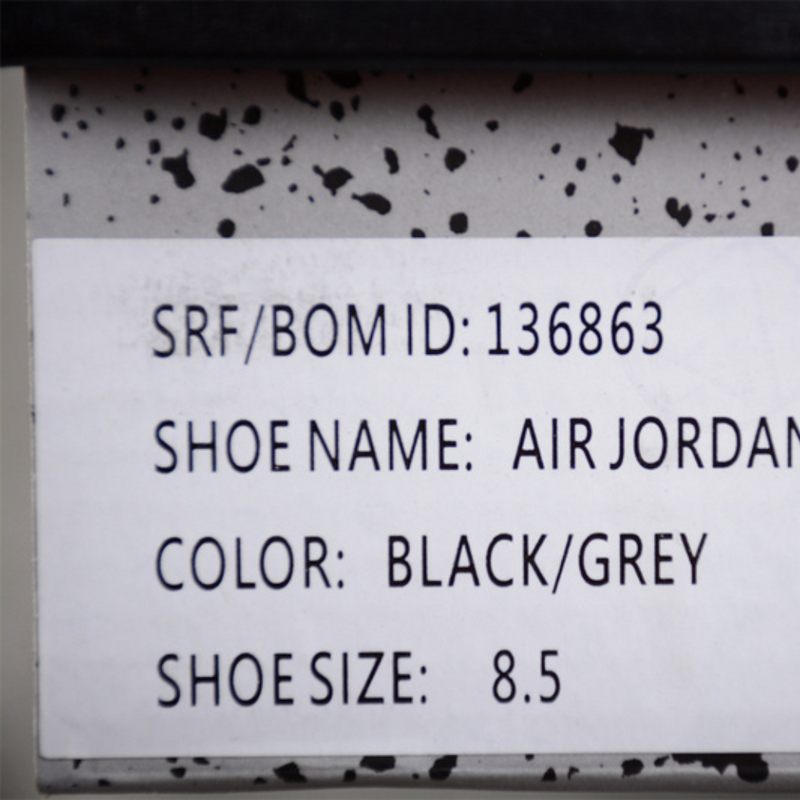 SRF/BOM ID: 136863
SHOE NAME: AIR JORDAN
COLOR: BLACK/GREY
SHOE SIZE: 8.5